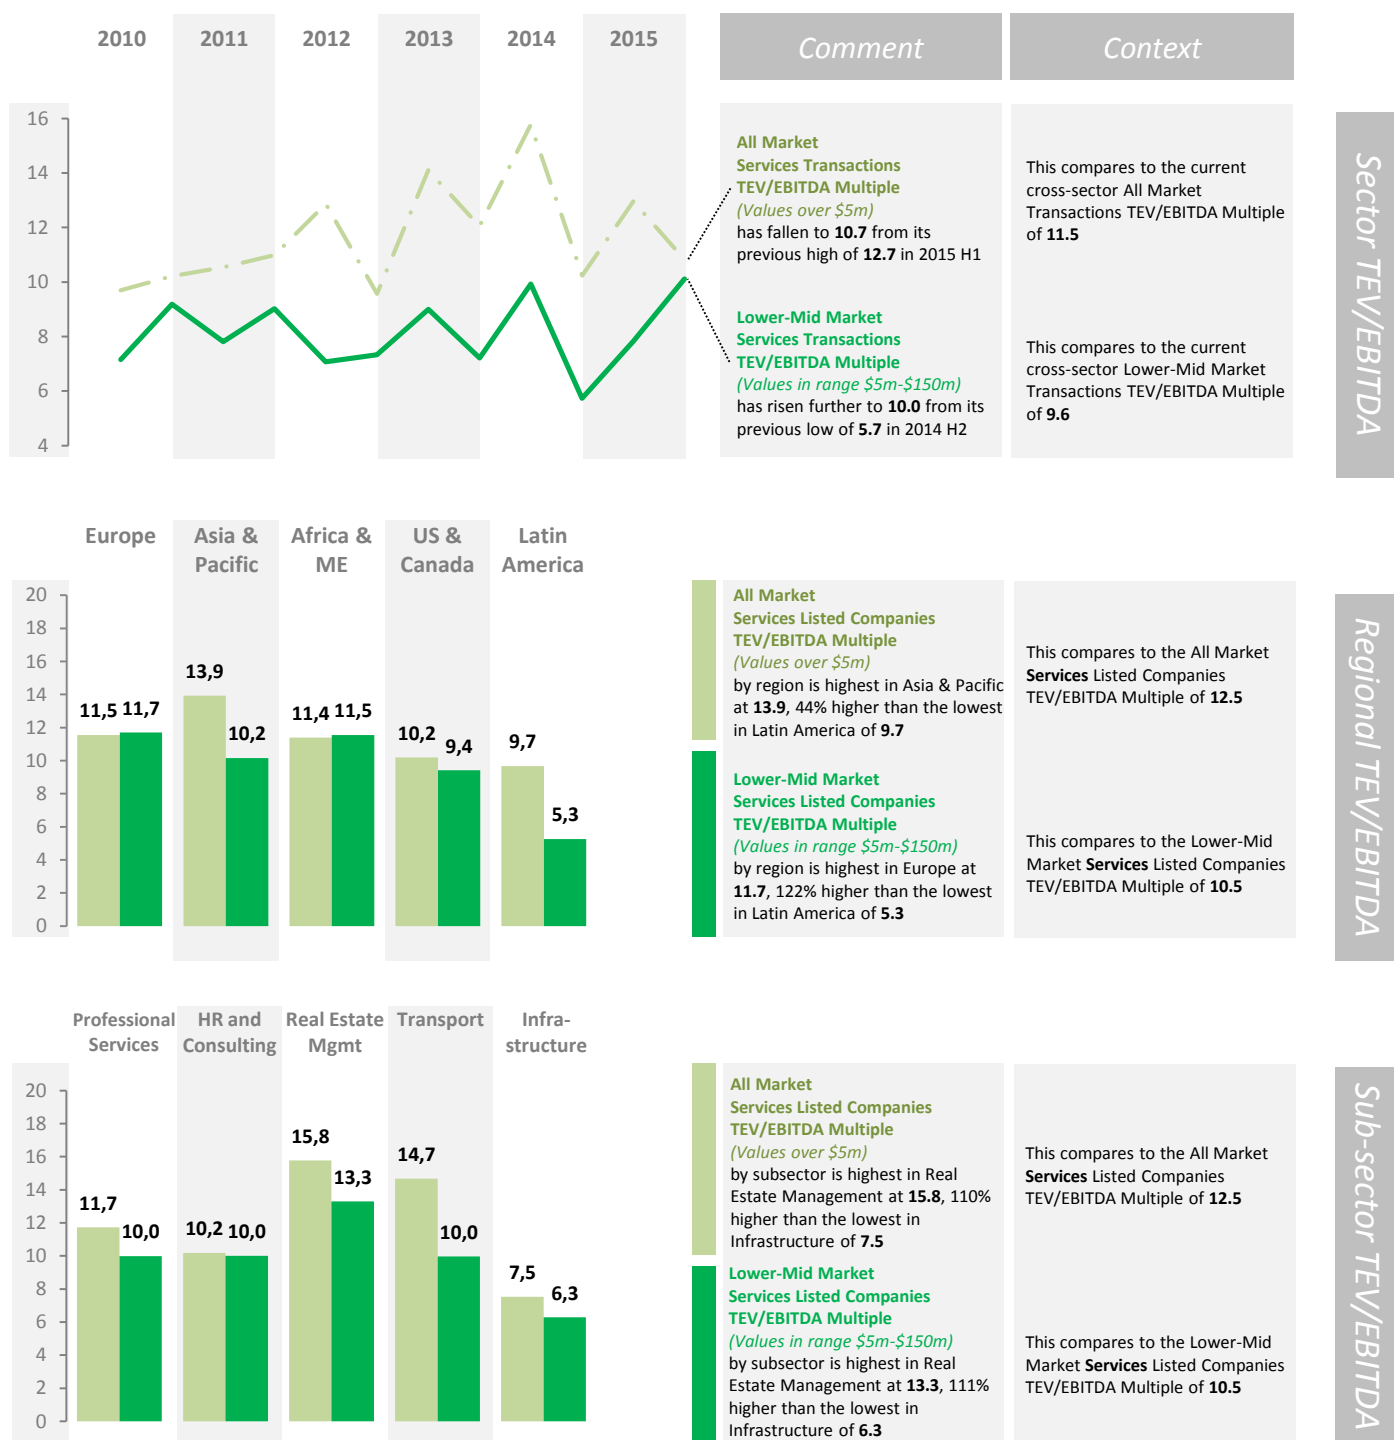 2010 2011 2012 2013 2014 2015
Comment
Context
16
14
12
10
8
6
4
All Market
Services Transactions
TEV/EBITDA Multiple
(Values over $5m)
has fallen to 10.7 from its
previous high of 12.7 in 2015 H1
Lower-Mid Market
Services Transactions
TEV/EBITDA Multiple
(Values in range $5m-$150m)
has risen further to 10.0 from its
previous low of 5.7 in 2014 H2
This compares to the current
cross-sector All Market
Transactions TEV/EBITDA Multiple
of 11.5
This compares to the current
cross-sector Lower-Mid Market
Transactions TEV/EBITDA Multiple
of 9.6
Sector TEV/EBITDA
Europe
Asia &
Pacific
Africa &
ME
US &
Canada
Latin
America
20
18
16
14
12
10
8
6
4
2
0
11,5 11,7
13,9
10,2
11,4 11,5
10,2
9,4
9,7
5,3
All Market
Services Listed Companies
TEV/EBITDA Multiple
(Values over $5m)
by region is highest in Asia & Pacific
at 13.9, 44% higher than the lowest
in Latin America of 9.7
Lower-Mid Market
Services Listed Companies
TEV/EBITDA Multiple
(Values in range $5m-$150m)
by region is highest in Europe at
11.7, 122% higher than the lowest
in Latin America of 5.3
This compares to the All Market
Services Listed Companies
TEV/EBITDA Multiple of 12.5
This compares to the Lower-Mid
Market Services Listed Companies
TEV/EBITDA Multiple of 10.5
Regional TEV/EBITDA
Professional
Services
HR and
Consulting
Real Estate
Mgmt
Transport
Infra-
structure
20
18
16
14
12
10
8
6
4
2
0
11,7
10,0
10,2 10,0
15,8
13,3
14,7
10,0
7,5
6,3
All Market
Services Listed Companies
TEV/EBITDA Multiple
(Values over $5m)
by subsector is highest in Real
Estate Management at 15.8, 110%
higher than the lowest in
Infrastructure of 7.5
Lower-Mid Market
Services Listed Companies
TEV/EBITDA Multiple
(Values in range $5m-$150m)
by subsector is highest in Real
Estate Management at 13.3, 111%
higher than the lowest in
Infrastructure of 6.3
This compares to the All Market
Services Listed Companies
TEV/EBITDA Multiple of 12.5
This compares to the Lower-Mid
Market Services Listed Companies
TEV/EBITDA Multiple of 10.5
Sub-sector TEV/EBITDA